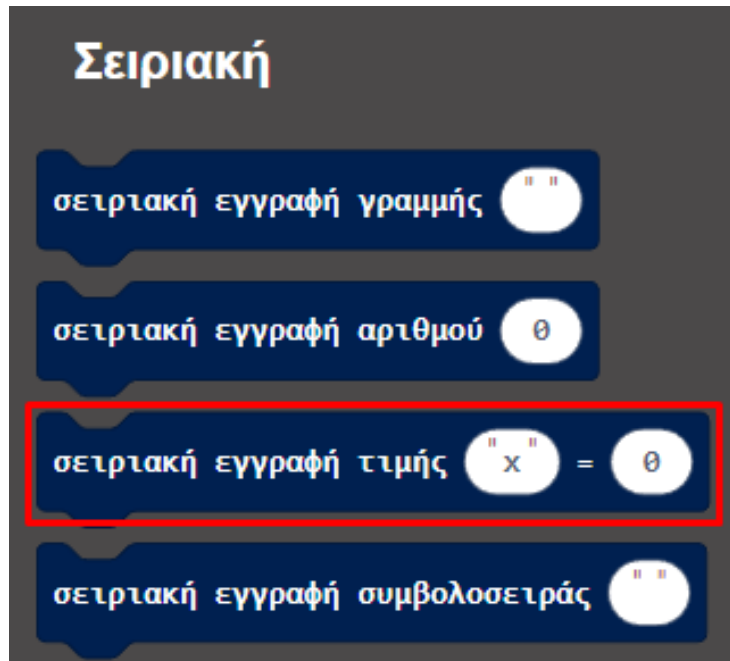 Σειριακή
σειριακή εγγραφή γραμμής " "
σειριακή εγγραφή αριθμού 0
σειριακή εγγραφή τιμής "x" = 0
σειριακή εγγραφή συμβολοσειράς " "